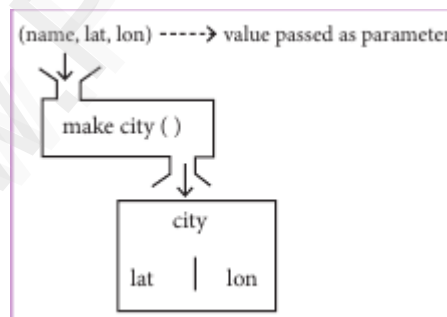 (name, lat, lon) -----> value passed as parameter
make city ( )
city
lat | lon